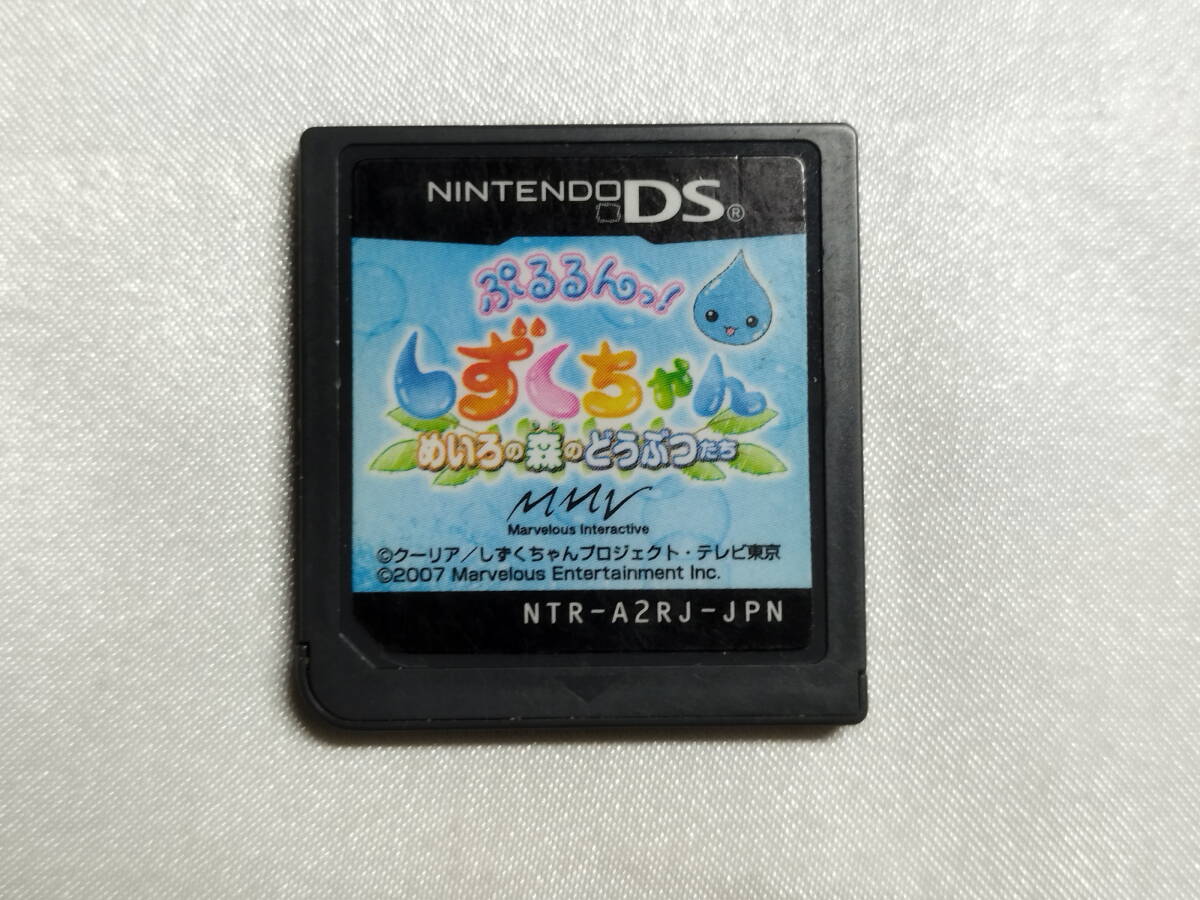 NINTENDO DS®
ぷるるんっ!
しずくちゃん
めいろの森のどうぶつたち
MMV
Marvelous Interactive
©クーリア/しずくちゃんプロジェクト・テレビ東京
©2007 Marvelous Entertainment Inc.
NTR-A2RJ-JPN